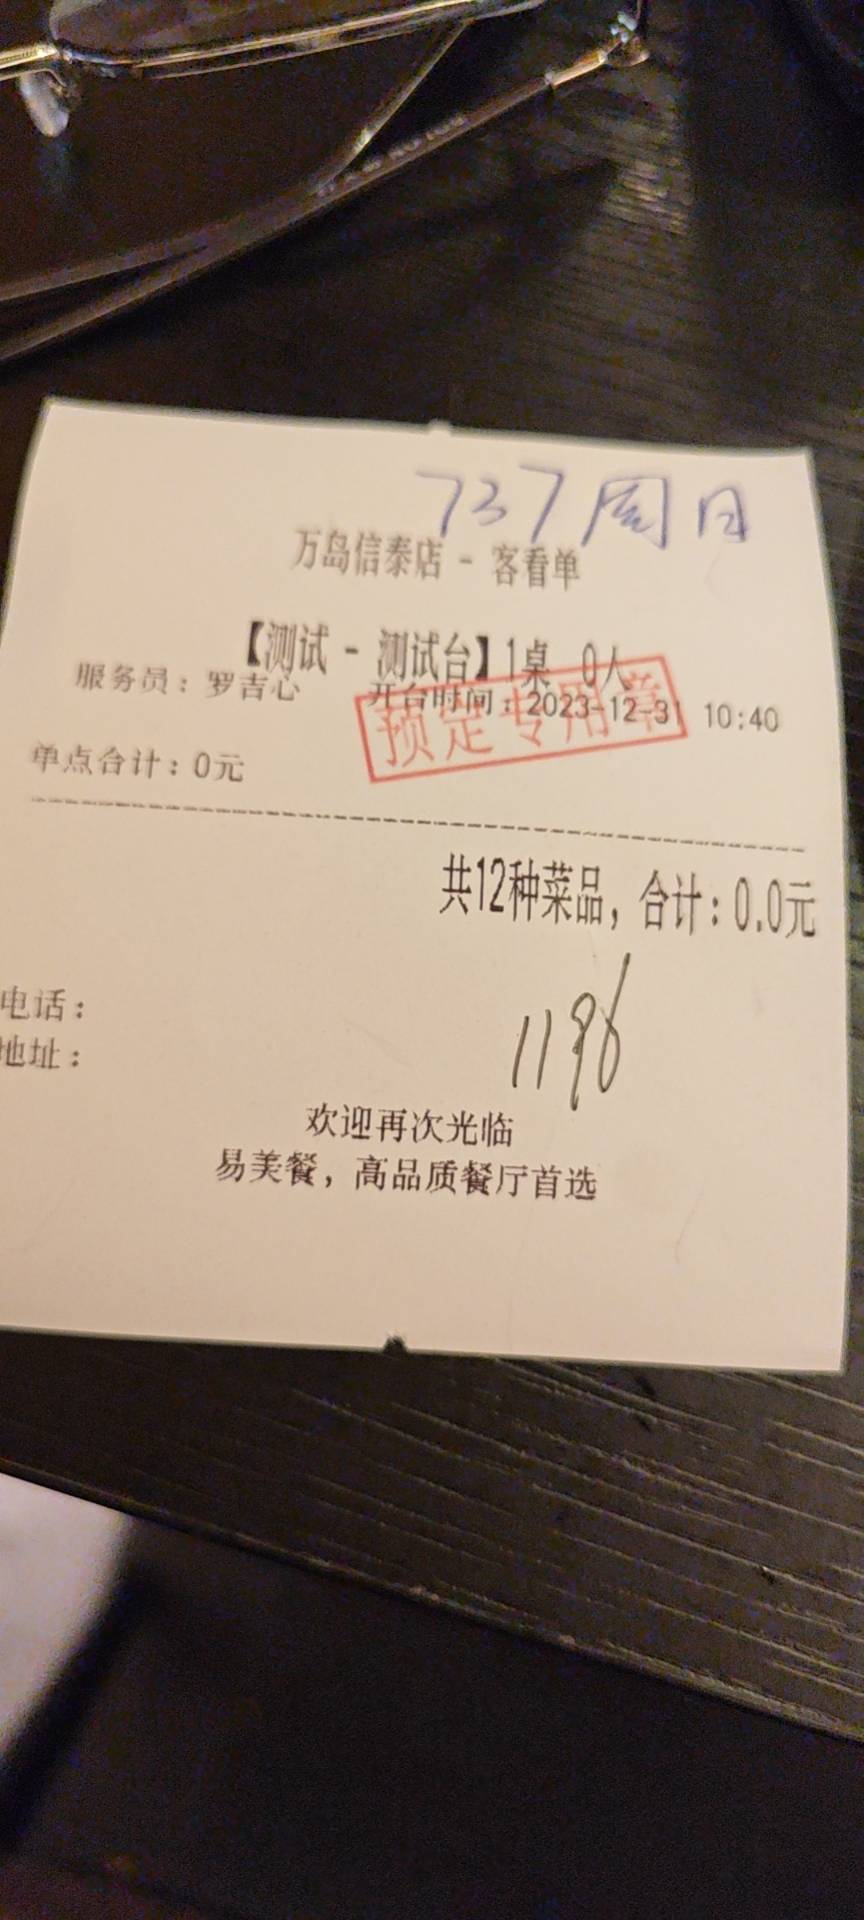 737周日
万岛信泰店 - 客看单
【测试 - 测试台】1桌 0人
服务员：罗吉心 开台时间：2023-12-31 10:40
预定专用章
单点合计：0元
共12种菜品，合计：0.0元
1196
电话：
地址：
欢迎再次光临
易美餐，高品质餐厅首选